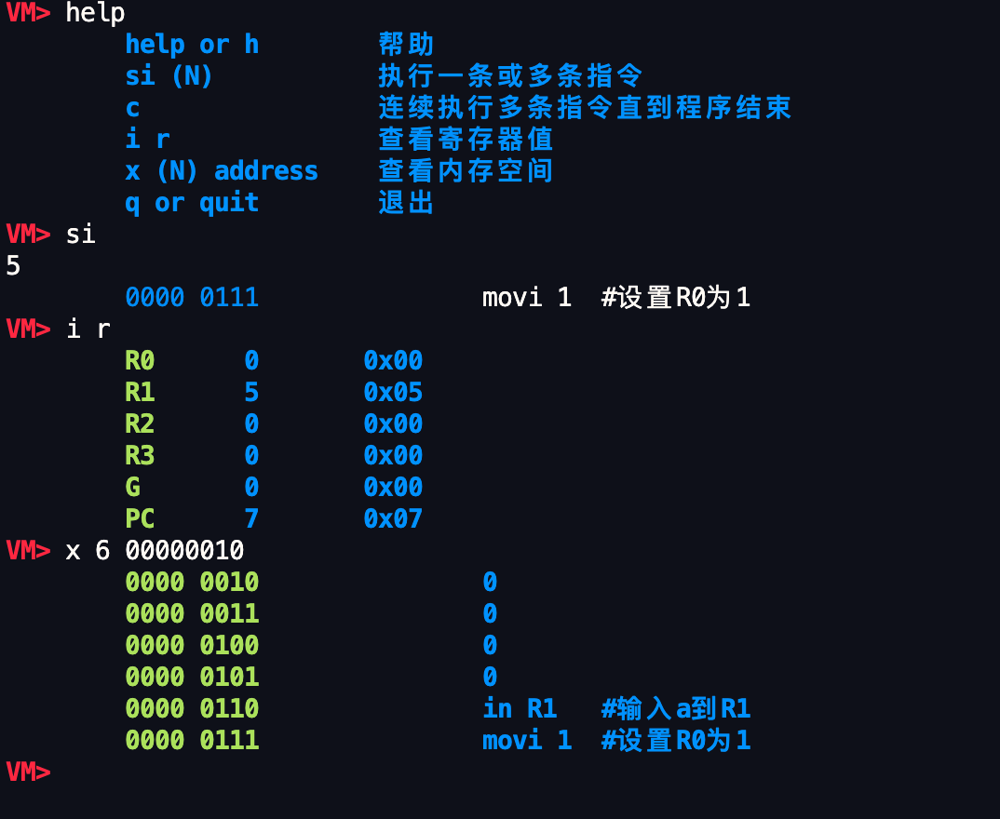 VM> help
help or h 帮助
si (N) 执行一条或多条指令
c 连续执行多条指令直到程序结束
i r 查看寄存器值
x (N) address 查看内存空间
q or quit 退出
VM> si
5
0000 0111 movi 1 #设置R0为1
VM> i r
R0 0 0x00
R1 5 0x05
R2 0 0x00
R3 0 0x00
G 0 0x00
PC 7 0x07
VM> x 6 00000010
0000 0010 0
0000 0011 0
0000 0100 0
0000 0101 0
0000 0110 in R1 #输入a到R1
0000 0111 movi 1 #设置R0为1
VM>